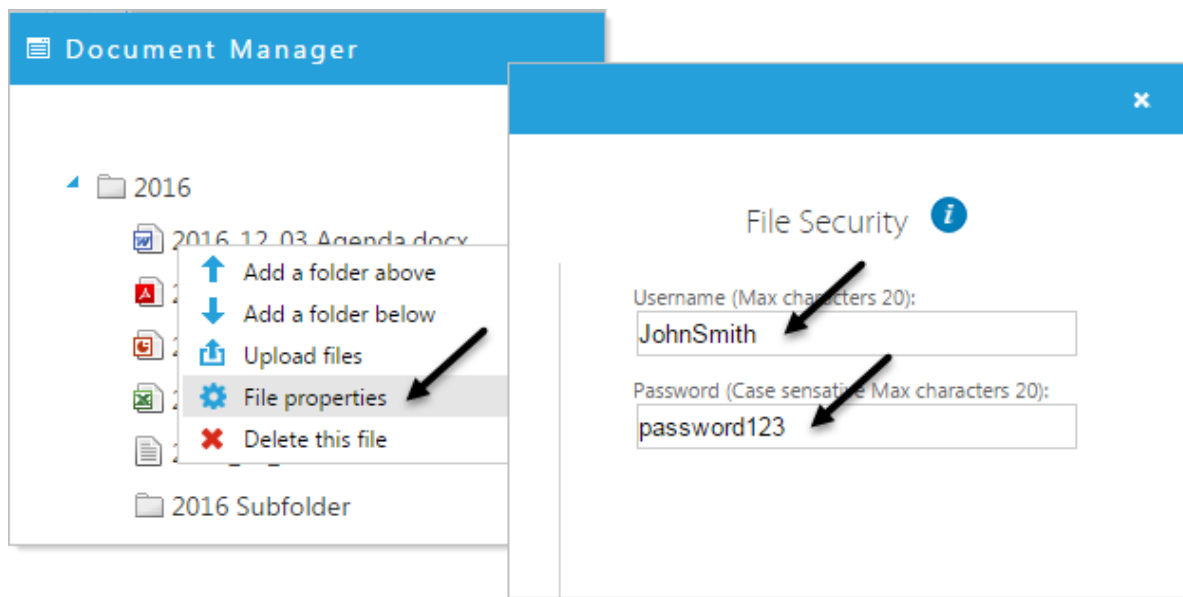 Document Manager
2016
2016_12_03 Agenda.docx
Add a folder above
Add a folder below
Upload files
File properties
Delete this file
2016 Subfolder
File Security
Username (Max characters 20):
JohnSmith
Password (Case sensative Max characters 20):
password123